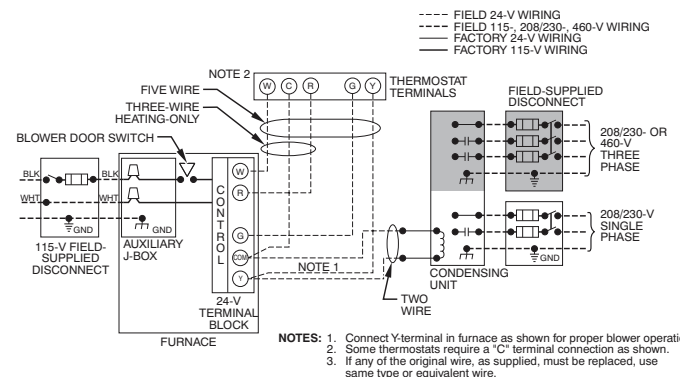 FIELD 24-V WIRING
FIELD 115-, 208/230-, 460-V WIRING
FACTORY 24-V WIRING
FACTORY 115-V WIRING
NOTE 2
W C R G Y
THERMOSTAT
TERMINALS
FIVE WIRE
THREE-WIRE
HEATING-ONLY
BLOWER DOOR SWITCH
FIELD-SUPPLIED
DISCONNECT
208/230- OR
460-V
THREE
PHASE
BLK
BLK
WHT
WHT
GND
GND
115-V FIELD-
SUPPLIED
DISCONNECT
AUXILIARY
J-BOX
CONTROL
W
R
G
COM
Y
NOTE 1
24-V
TERMINAL
BLOCK
FURNACE
TWO
WIRE
CONDENSING
UNIT
208/230-V
SINGLE
PHASE
GND
NOTES: 1. Connect Y-terminal in furnace as shown for proper blower operati
2. Some thermostats require a "C" terminal connection as shown.
3. If any of the original wire, as supplied, must be replaced, use
same type or equivalent wire.